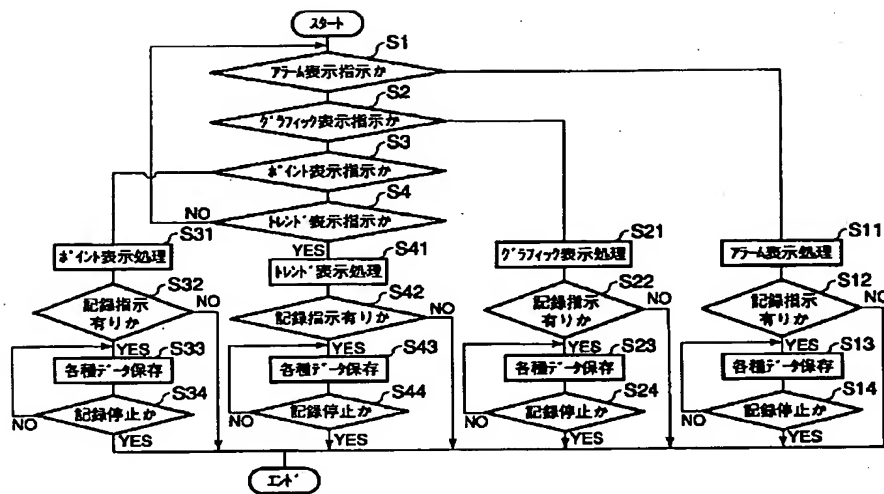 スタート
S1
アラーム表示指示か
S2
グラフィック表示指示か
S3
ポイント表示指示か
S4
NO
トレンド表示指示か
S31
YES
S41
S21
S11
ポイント表示処理
トレンド表示処理
グラフィック表示処理
アラーム表示処理
S32
S42
S22
S12
記録指示
有りか
NO
記録指示有りか
NO
記録指示
有りか
NO
記録指示
有りか
NO
YES
S33
YES
S43
YES
S23
YES
S13
各種データ保存
各種データ保存
各種データ保存
各種データ保存
S34
S44
S24
S14
記録停止か
記録停止か
記録停止か
記録停止か
NO
YES
NO
YES
NO
YES
NO
YES
エンド